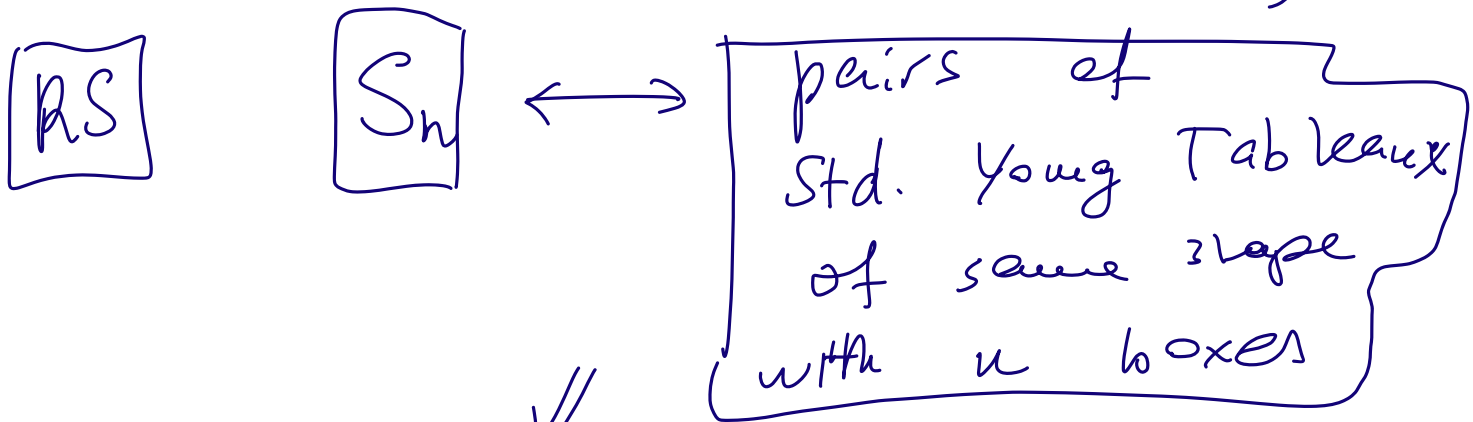 RS Sₙ ⟷ pairs of
Std. Young Tableaux
of same shape
with n boxes